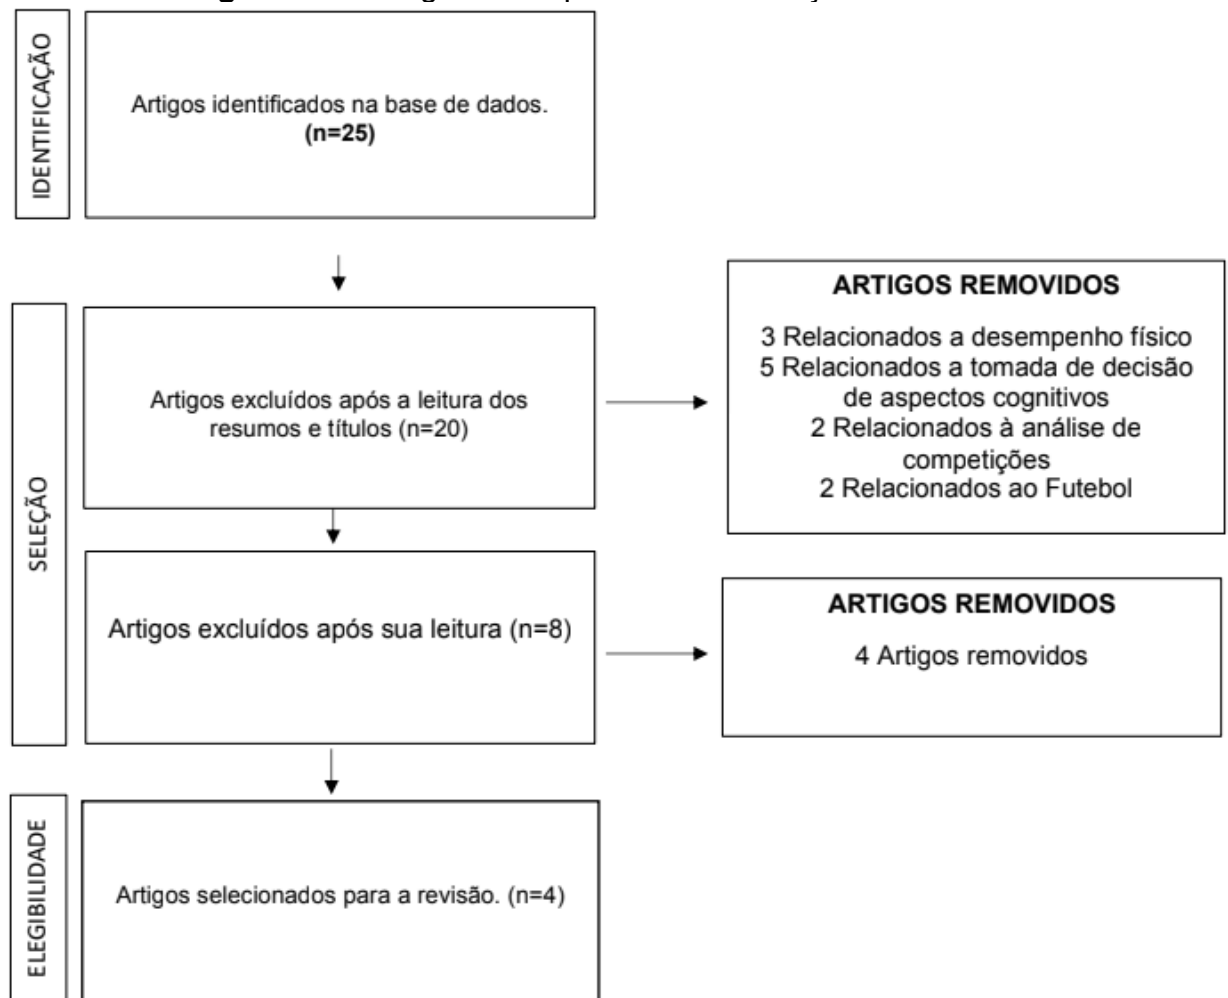 IDENTIFICAÇÃO
Artigos identificados na base de dados.
(n=25)
SELEÇÃO
Artigos excluídos após a leitura dos
resumos e títulos (n=20)
ARTIGOS REMOVIDOS
3 Relacionados a desempenho físico
5 Relacionados a tomada de decisão
de aspectos cognitivos
2 Relacionados à análise de
competições
2 Relacionados ao Futebol
Artigos excluídos após sua leitura (n=8)
ARTIGOS REMOVIDOS
4 Artigos removidos
ELEGIBILIDADE
Artigos selecionados para a revisão. (n=4)